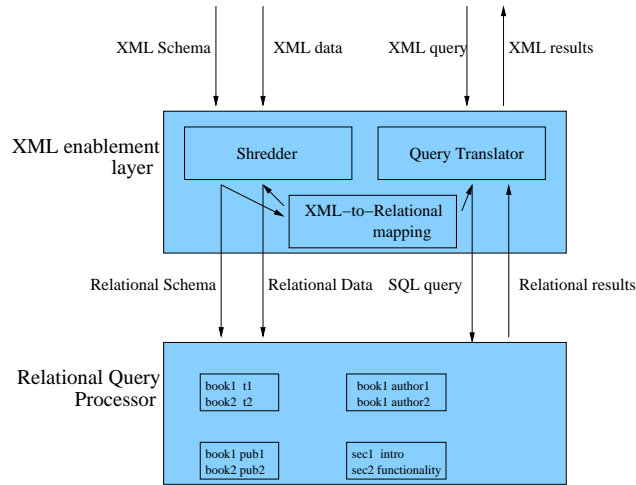 XML Schema
XML data
XML query
XML results
XML enablement
layer
Shredder
Query Translator
XML−to−Relational
mapping
Relational Schema
Relational Data
SQL query
Relational results
Relational Query
Processor
book1 t1
book2 t2
book1 author1
book1 author2
book1 pub1
book2 pub2
sec1 intro
sec2 functionality